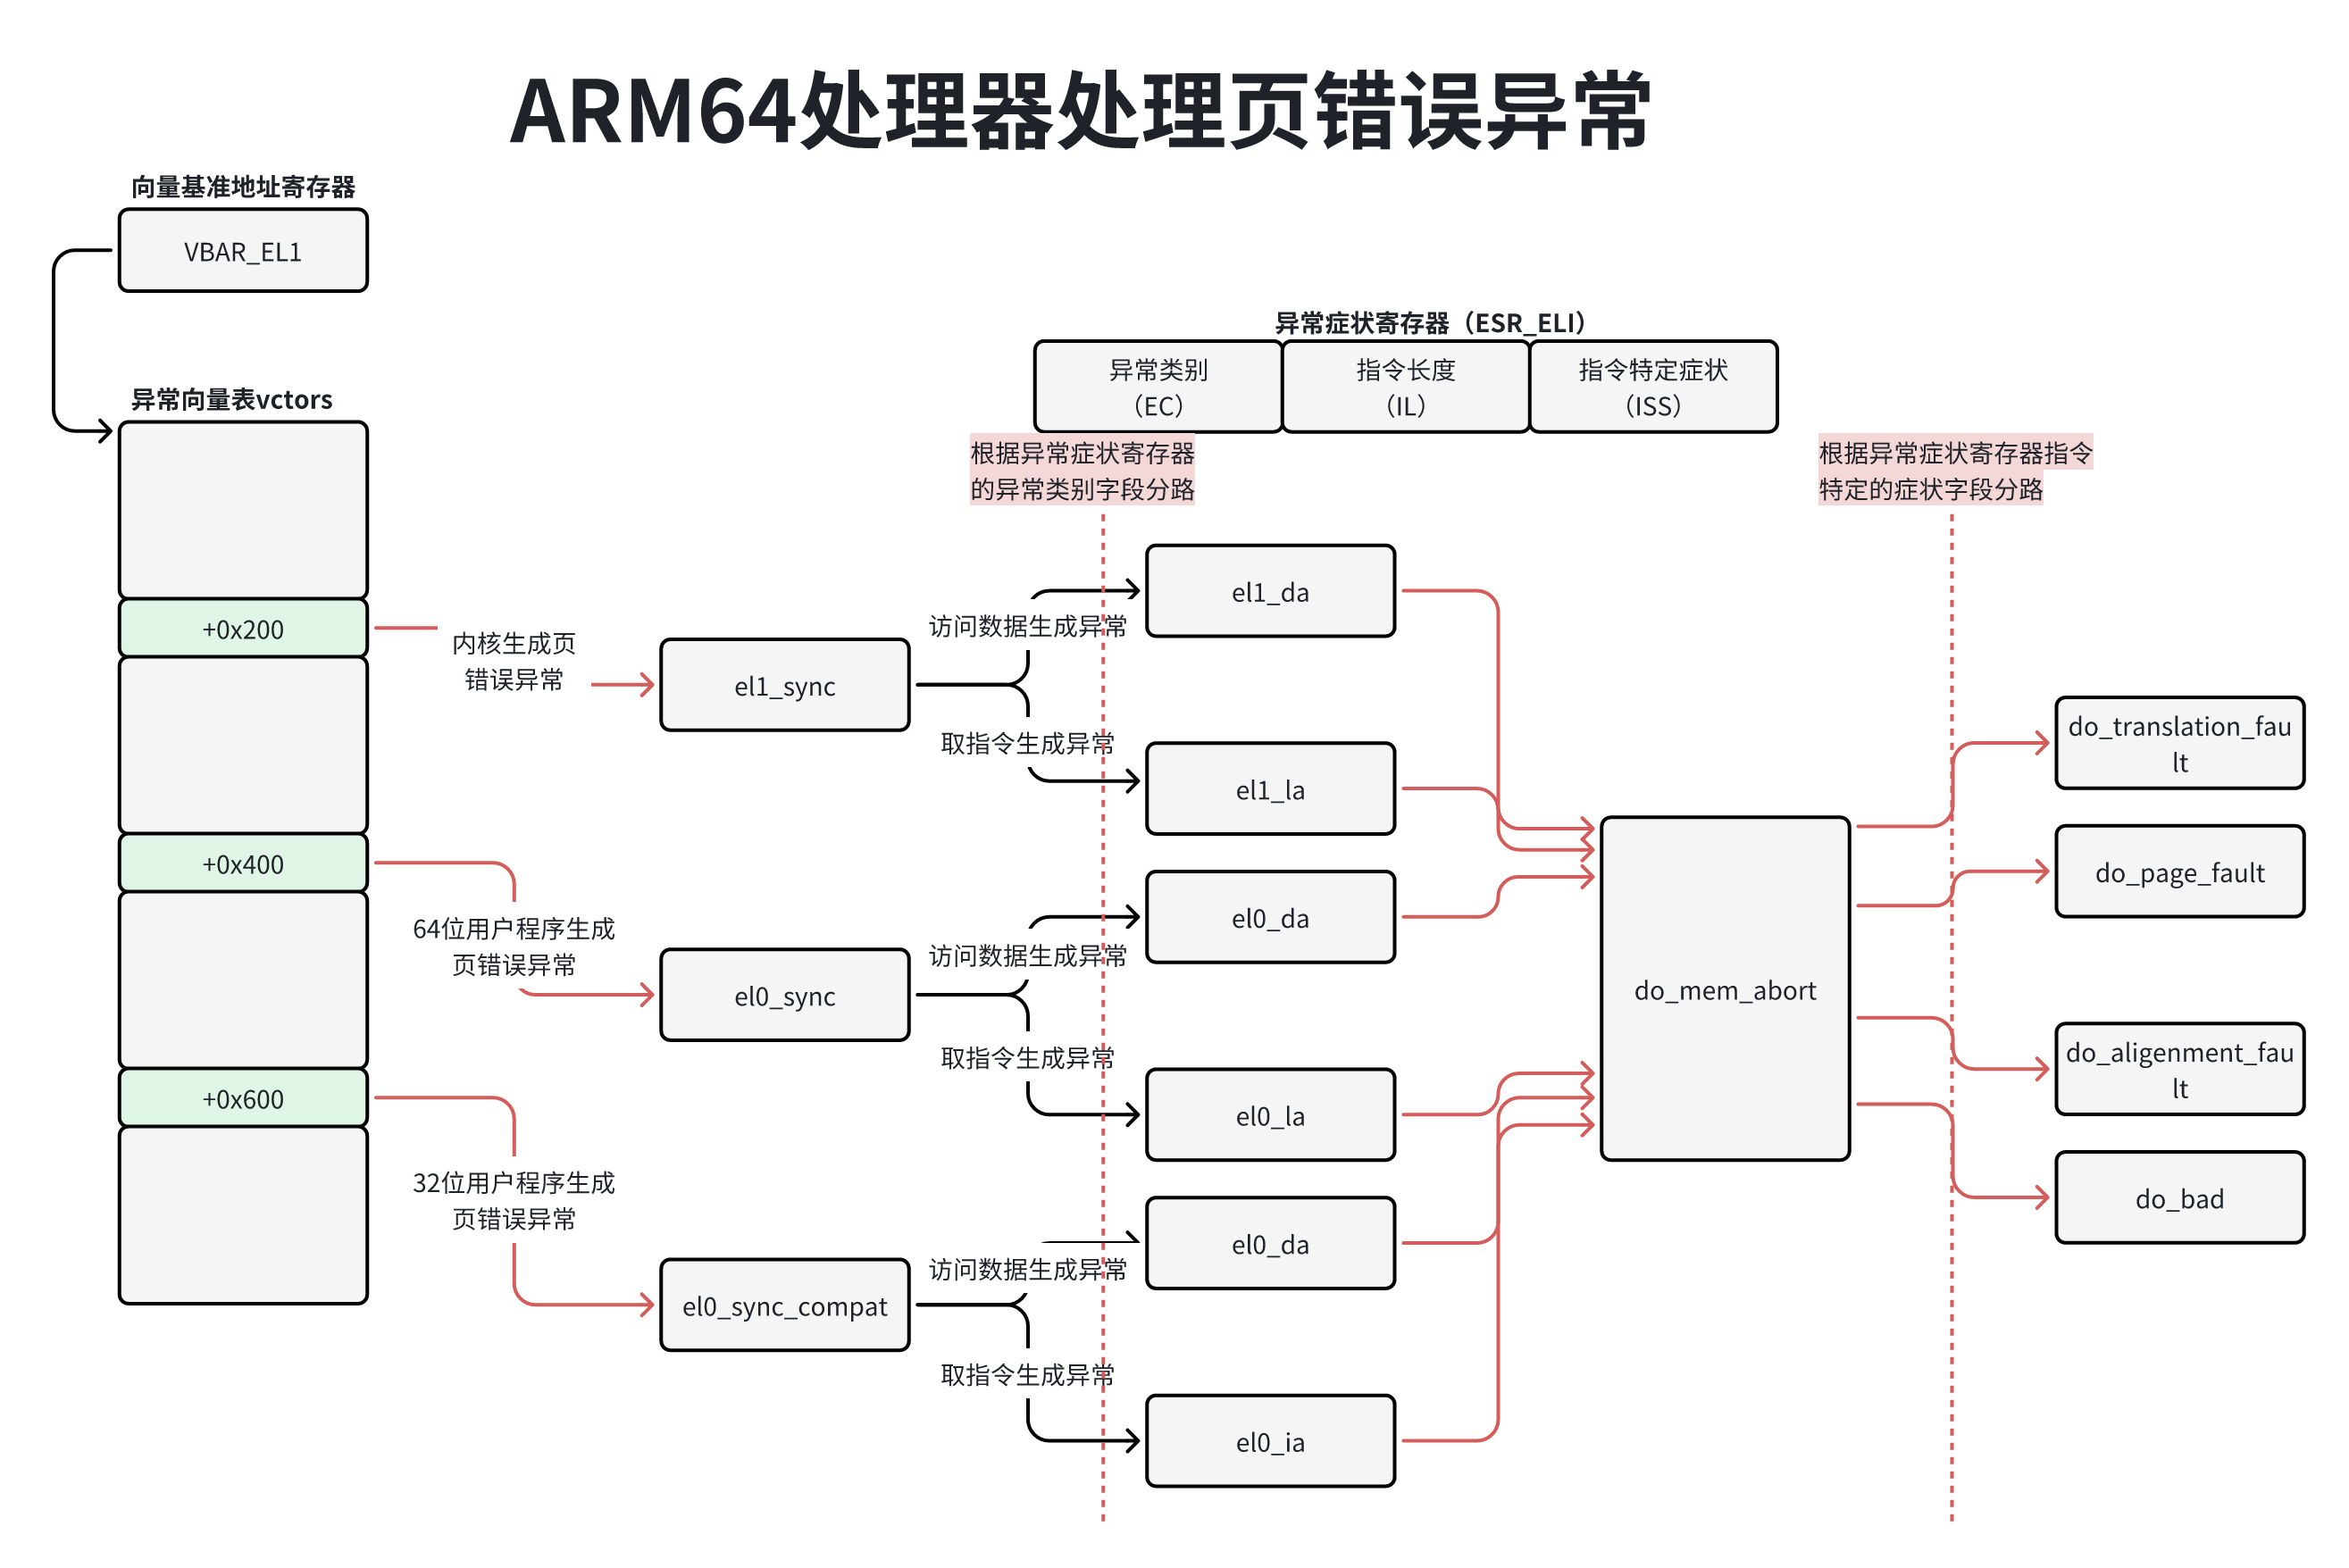 ARM64处理器处理页错误异常
向量基准地址寄存器
VBAR_EL1
异常向量表vctors
+0x200
+0x400
+0x600
内核生成页
错误异常
64位用户程序生成
页错误异常
32位用户程序生成
页错误异常
el1_sync
el0_sync
el0_sync_compat
异常症状寄存器（ESR_ELI）
异常类别
（EC）
指令长度
（IL）
指令特定症状
（ISS）
根据异常症状寄存器
的异常类别字段分路
根据异常症状寄存器指令
特定的症状字段分路
访问数据生成异常
取指令生成异常
访问数据生成异常
取指令生成异常
访问数据生成异常
取指令生成异常
el1_da
el1_la
el0_da
el0_la
el0_da
el0_ia
do_mem_abort
do_translation_fau
lt
do_page_fault
do_aligenment_fau
lt
do_bad